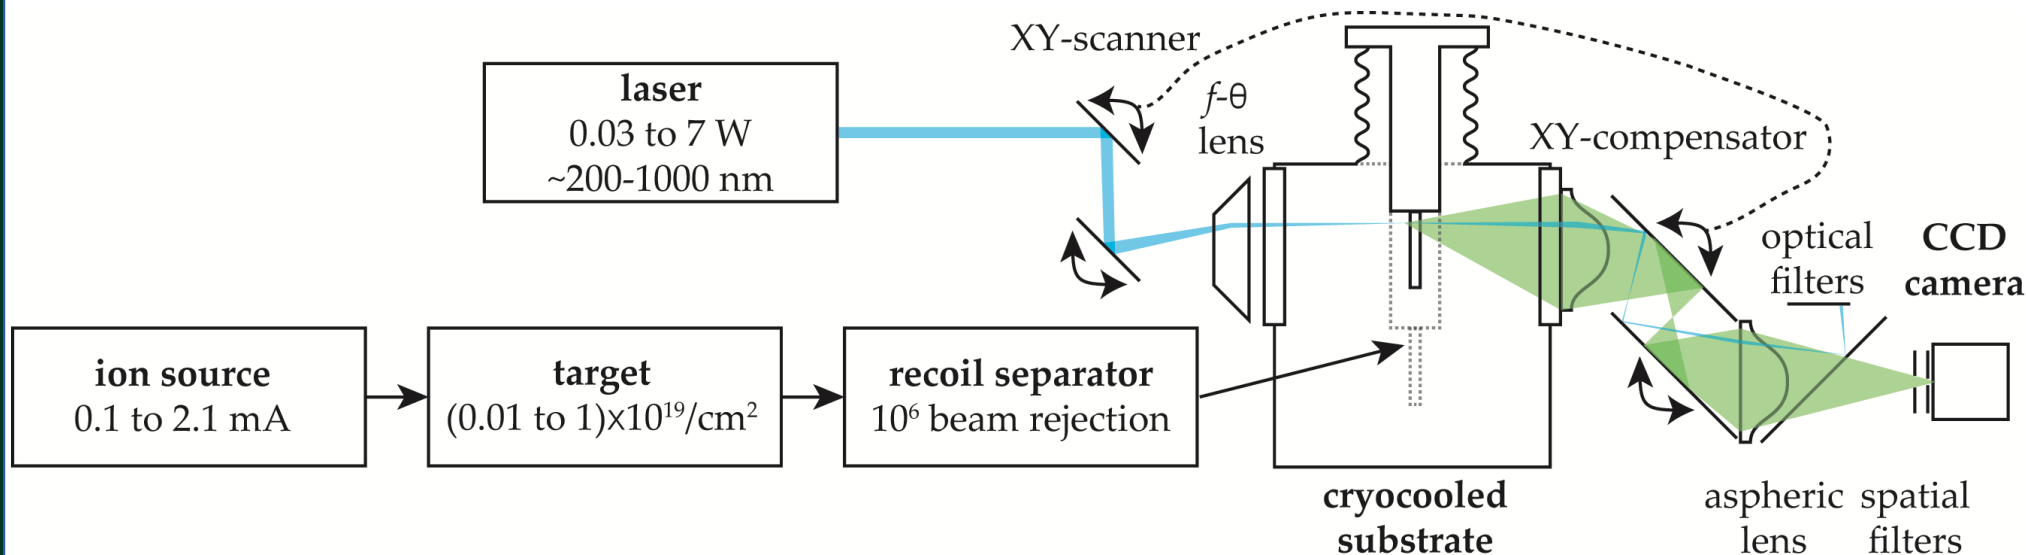 XY-scanner
laser
0.03 to 7 W
~200-1000 nm
f-θ
lens
XY-compensator
optical
filters
CCD
camera
ion source
0.1 to 2.1 mA
target
(0.01 to 1)×10¹⁹/cm²
recoil separator
10⁶ beam rejection
cryocooled
substrate
aspheric
lens
spatial
filters